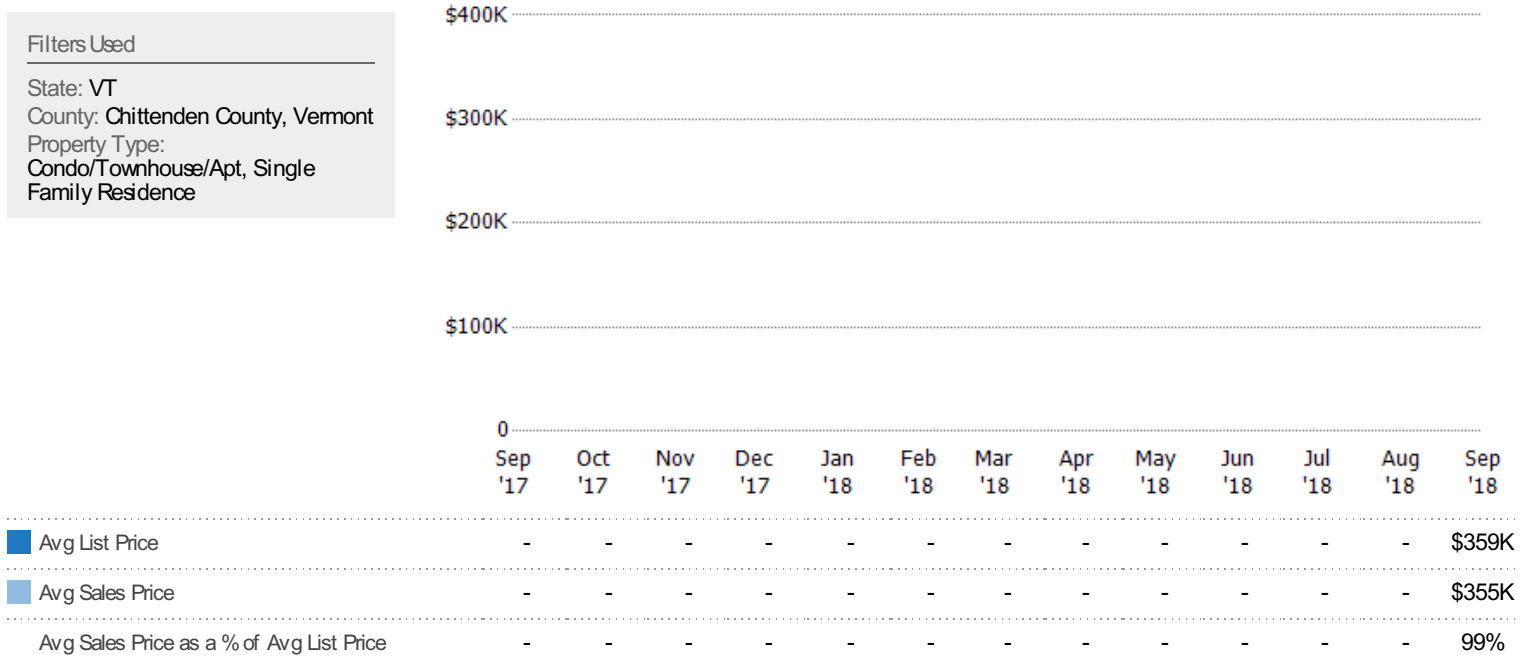 Filters Used
State: VT
County: Chittenden County, Vermont
Property Type:
Condo/Townhouse/Apt, Single
Family Residence
$400K
$300K
$200K
$100K
0
Sep Oct Nov Dec Jan Feb Mar Apr May Jun Jul Aug Sep
'17 '17 '17 '17 '18 '18 '18 '18 '18 '18 '18 '18 '18
Avg List Price - - - - - - - - - - - - $359K
Avg Sales Price - - - - - - - - - - - - $355K
Avg Sales Price as a % of Avg List Price - - - - - - - - - - - - 99%